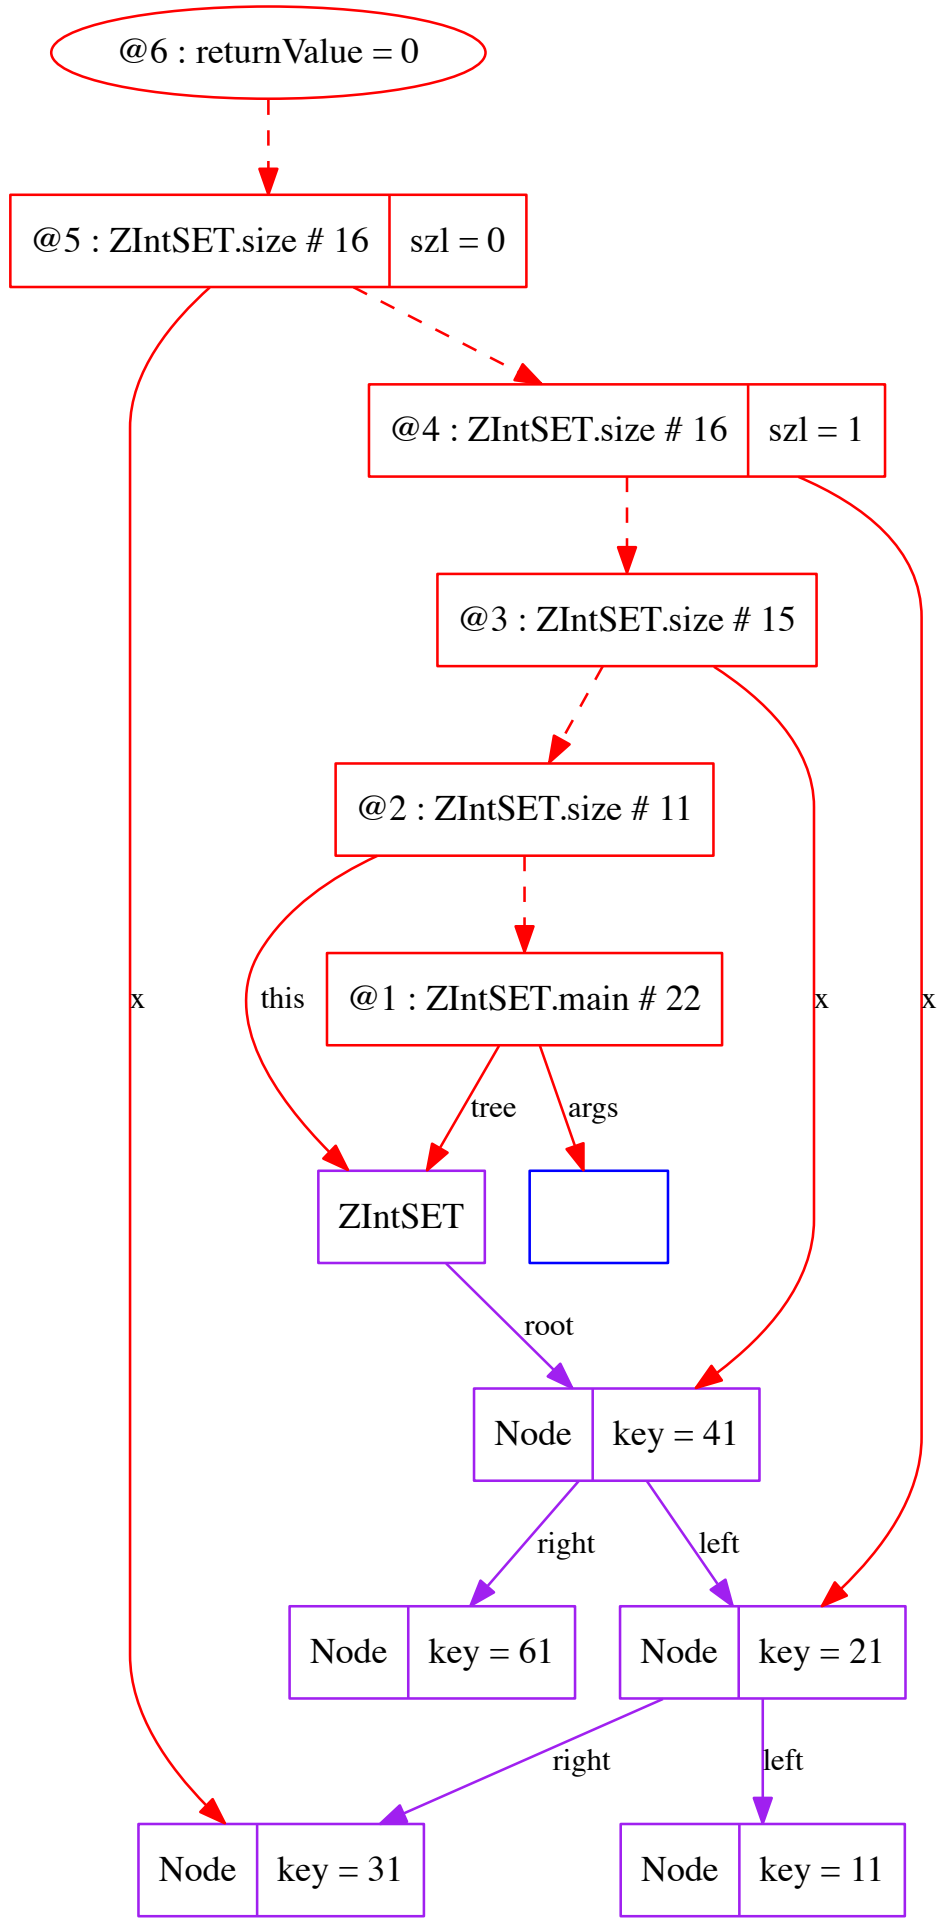 @6 : returnValue = 0
@5 : ZIntSET.size # 16 szl = 0
@4 : ZIntSET.size # 16 szl = 1
@3 : ZIntSET.size # 15
@2 : ZIntSET.size # 11
x this @1 : ZIntSET.main # 22 x x
tree args
ZIntSET
root
Node key = 41
right left
Node key = 61 Node key = 21
right left
Node key = 31 Node key = 11